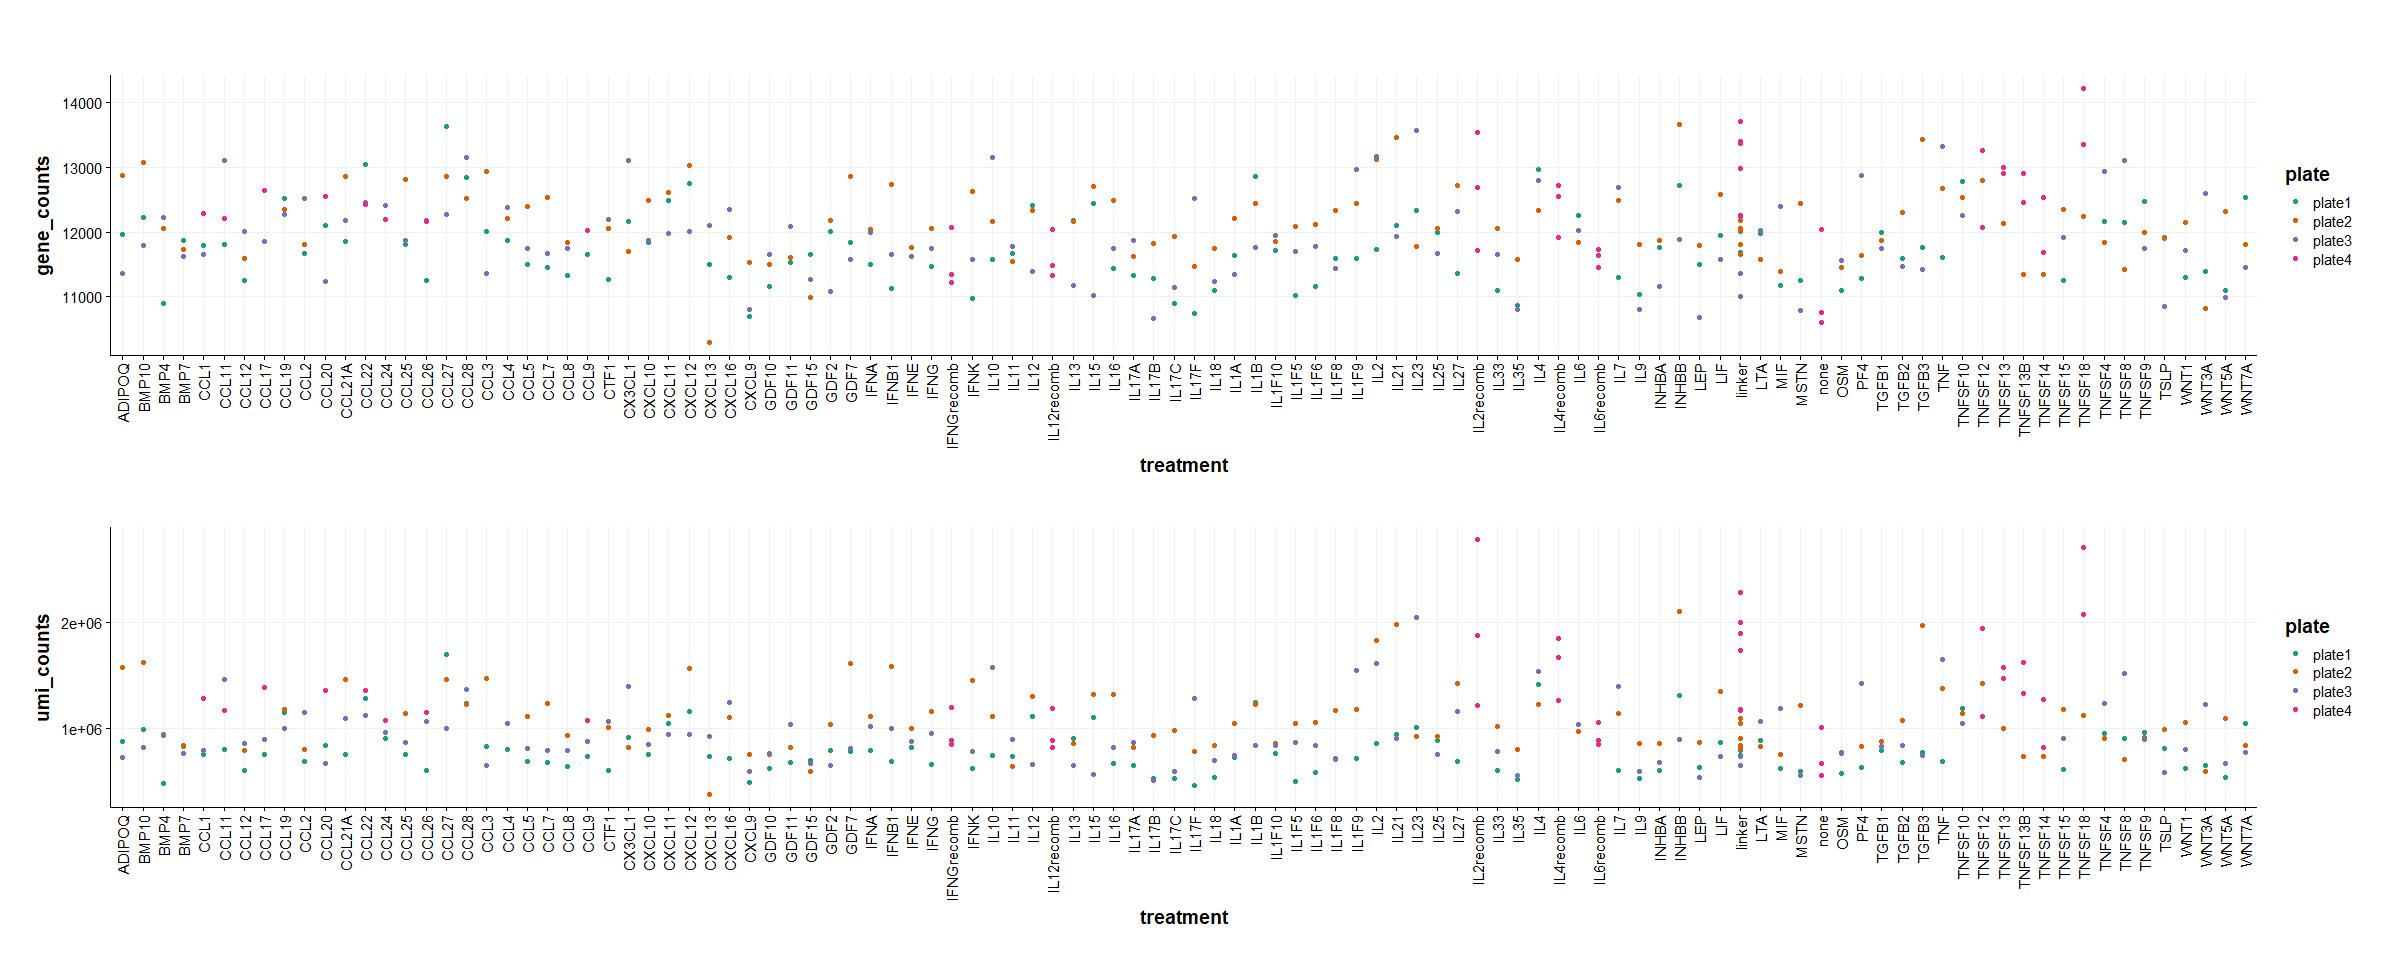 gene_counts
14000
13000
12000
11000
ADIPOQ BMP10 BMP4 BMP7 CCL1 CCL11 CCL12 CCL17 CCL19 CCL2 CCL20 CCL21A CCL22 CCL24 CCL25 CCL26 CCL27 CCL28 CCL3 CCL4 CCL5 CCL7 CCL8 CCL9 CTF1 CX3CL1 CXCL10 CXCL11 CXCL12 CXCL13 CXCL16 CXCL9 GDF10 GDF11 GDF15 GDF2 GDF7 IFNA IFNB1 IFNE IFNG IFNGrecomb IFNK IL10 IL11 IL12 IL12recomb IL13 IL15 IL16 IL17A IL17B IL17C IL17F IL18 IL1A IL1B IL1F10 IL1F5 IL1F6 IL1F8 IL1F9 IL2 IL21 IL23 IL25 IL27 IL2recomb IL33 IL35 IL4 IL4recomb IL6 IL6recomb IL7 IL9 INHBA INHBB LEP LIF linker LTA MIF MSTN none OSM PF4 TGFB1 TGFB2 TGFB3 TNF TNFSF10 TNFSF12 TNFSF13 TNFSF13B TNFSF14 TNFSF15 TNFSF18 TNFSF4 TNFSF8 TNFSF9 TSLP WNT1 WNT3A WNT5A WNT7A
treatment
plate
plate1
plate2
plate3
plate4
umi_counts
2e+06
1e+06
ADIPOQ BMP10 BMP4 BMP7 CCL1 CCL11 CCL12 CCL17 CCL19 CCL2 CCL20 CCL21A CCL22 CCL24 CCL25 CCL26 CCL27 CCL28 CCL3 CCL4 CCL5 CCL7 CCL8 CCL9 CTF1 CX3CL1 CXCL10 CXCL11 CXCL12 CXCL13 CXCL16 CXCL9 GDF10 GDF11 GDF15 GDF2 GDF7 IFNA IFNB1 IFNE IFNG IFNGrecomb IFNK IL10 IL11 IL12 IL12recomb IL13 IL15 IL16 IL17A IL17B IL17C IL17F IL18 IL1A IL1B IL1F10 IL1F5 IL1F6 IL1F8 IL1F9 IL2 IL21 IL23 IL25 IL27 IL2recomb IL33 IL35 IL4 IL4recomb IL6 IL6recomb IL7 IL9 INHBA INHBB LEP LIF linker LTA MIF MSTN none OSM PF4 TGFB1 TGFB2 TGFB3 TNF TNFSF10 TNFSF12 TNFSF13 TNFSF13B TNFSF14 TNFSF15 TNFSF18 TNFSF4 TNFSF8 TNFSF9 TSLP WNT1 WNT3A WNT5A WNT7A
treatment
plate
plate1
plate2
plate3
plate4